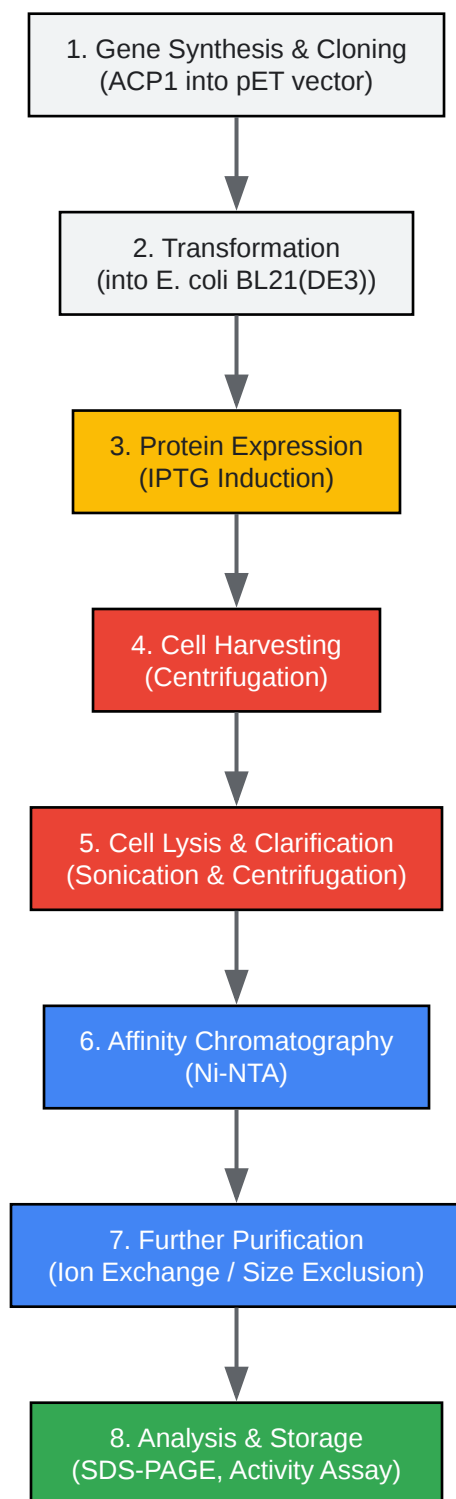 1. Gene Synthesis & Cloning
(ACP1 into pET vector)
2. Transformation
(into E. coli BL21(DE3))
3. Protein Expression
(IPTG Induction)
4. Cell Harvesting
(Centrifugation)
5. Cell Lysis & Clarification
(Sonication & Centrifugation)
6. Affinity Chromatography
(Ni-NTA)
7. Further Purification
(Ion Exchange / Size Exclusion)
8. Analysis & Storage
(SDS-PAGE, Activity Assay)